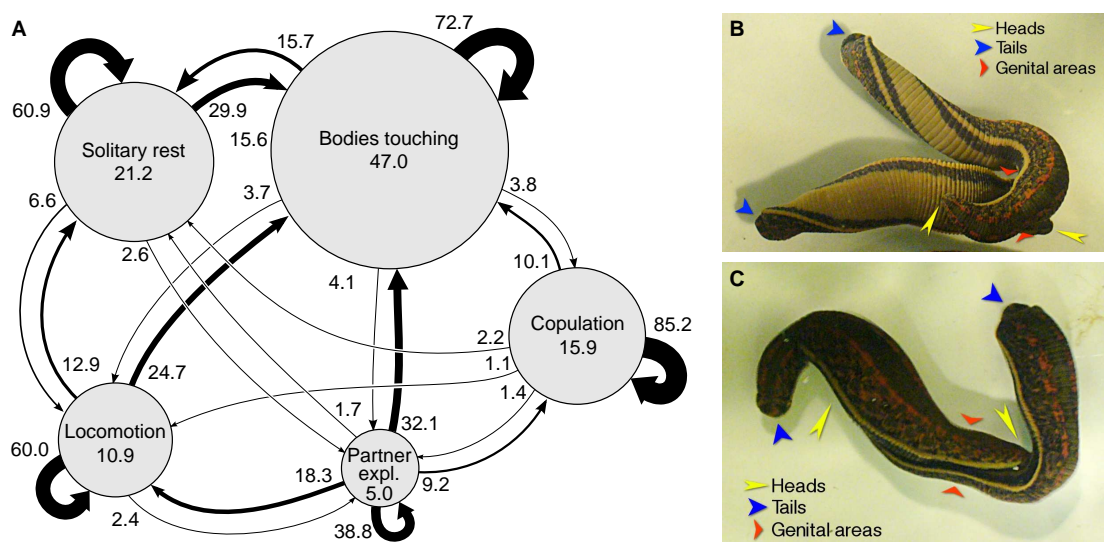 A
72.7
15.7
60.9
29.9
Solitary rest
21.2
15.6
Bodies touching
47.0
6.6
3.7
3.8
2.6
4.1
10.1
Copulation
15.9
85.2
2.2
1.1
1.4
12.9
24.7
1.7
32.1
Locomotion
10.9
60.0
Partner
expl.
5.0
18.3
9.2
2.4
38.8
B
Heads
Tails
Genital areas
C
Heads
Tails
Genital areas